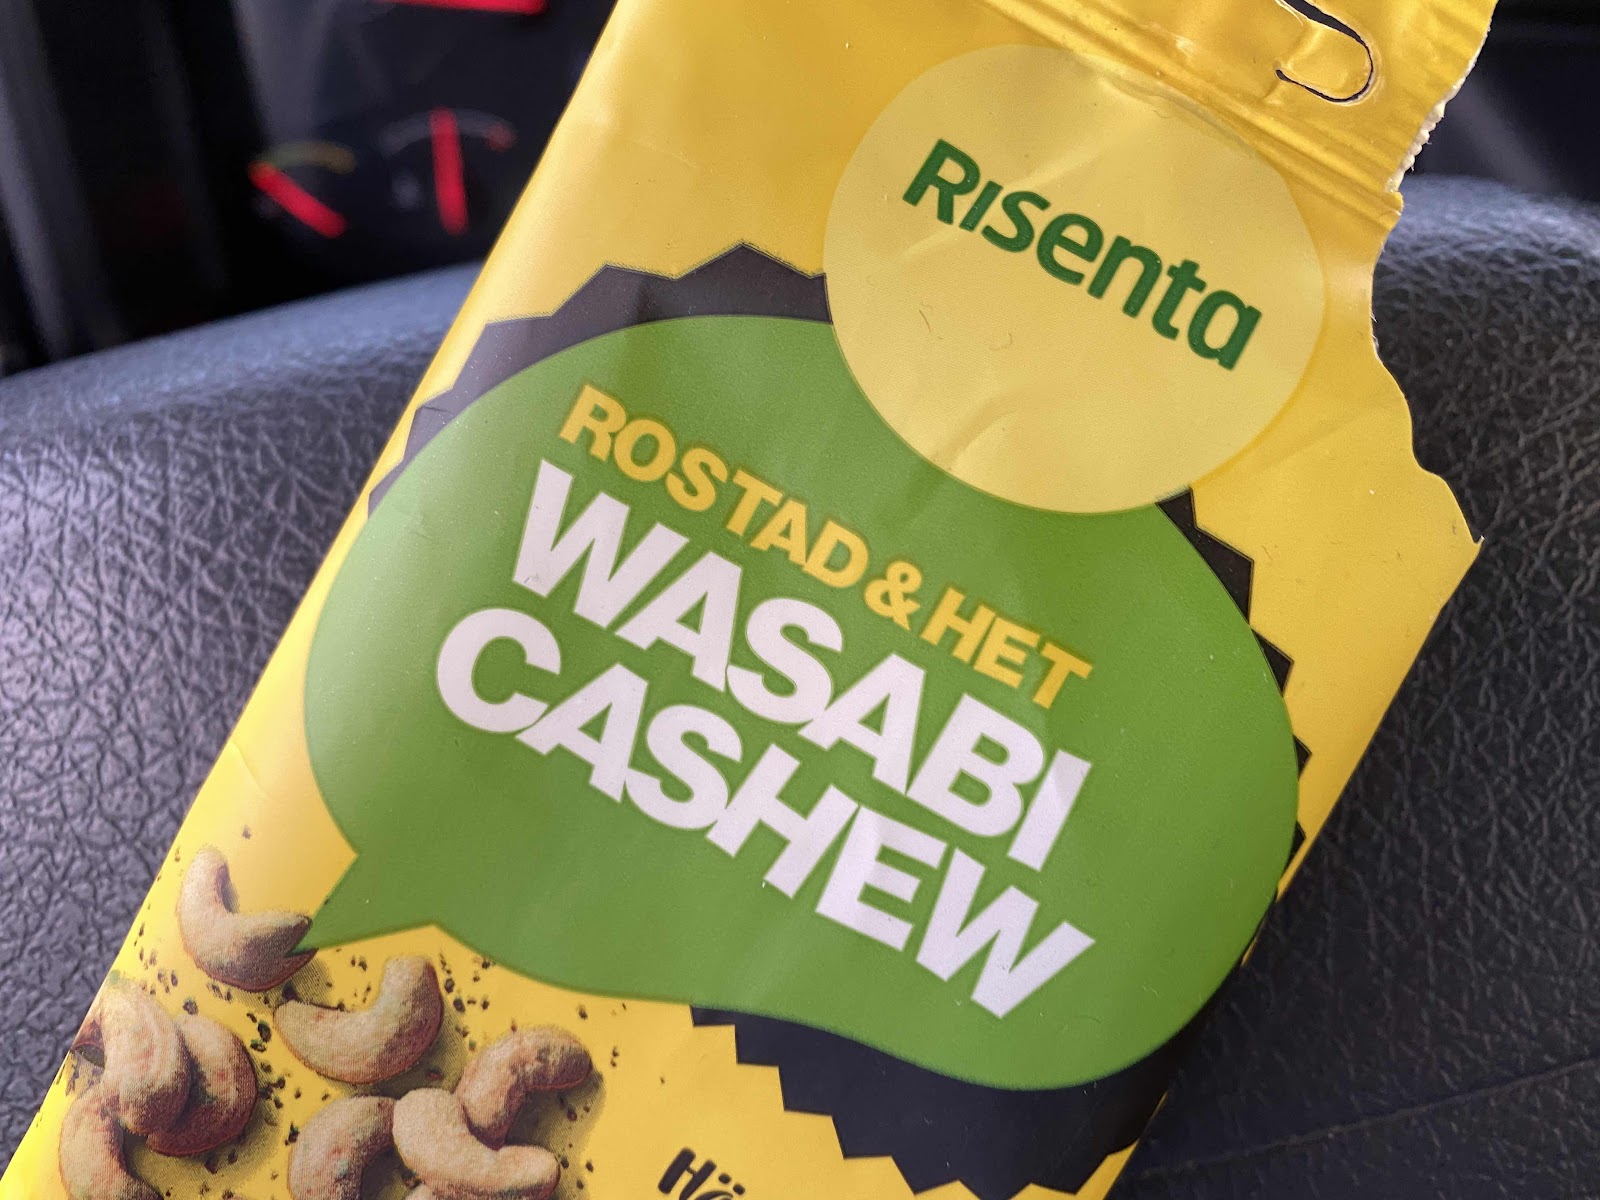 Risenta
ROSTAD & HET
WASABI
CASHEW